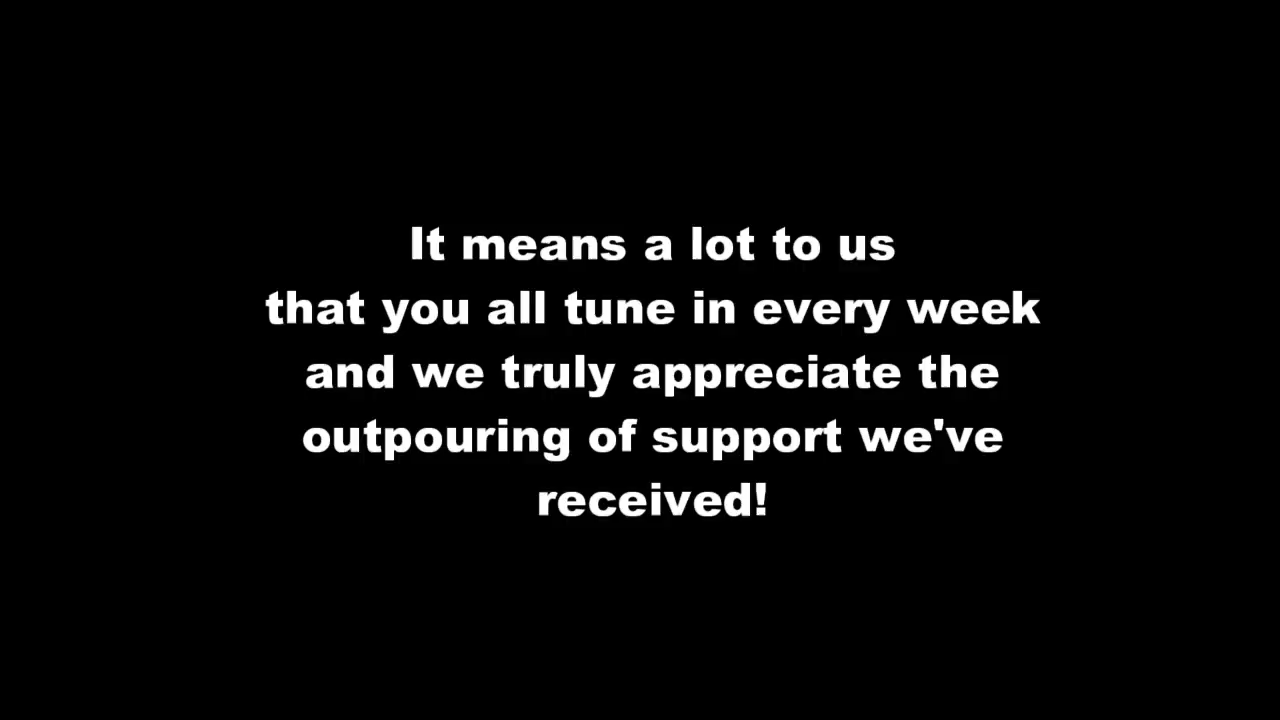 It means a lot to us
that you all tune in every week
and we truly appreciate the
outpouring of support we've
received!